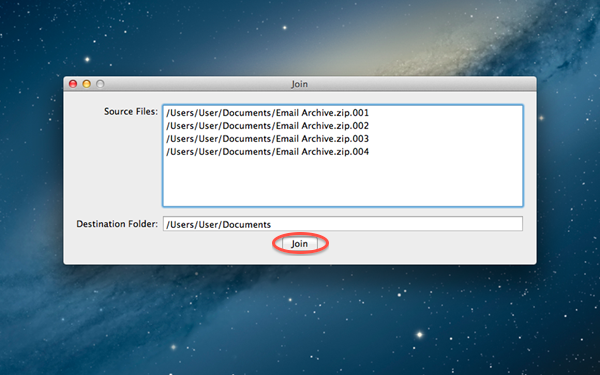 Join
Source Files:
/Users/User/Documents/Email Archive.zip.001
/Users/User/Documents/Email Archive.zip.002
/Users/User/Documents/Email Archive.zip.003
/Users/User/Documents/Email Archive.zip.004
Destination Folder: /Users/User/Documents
Join